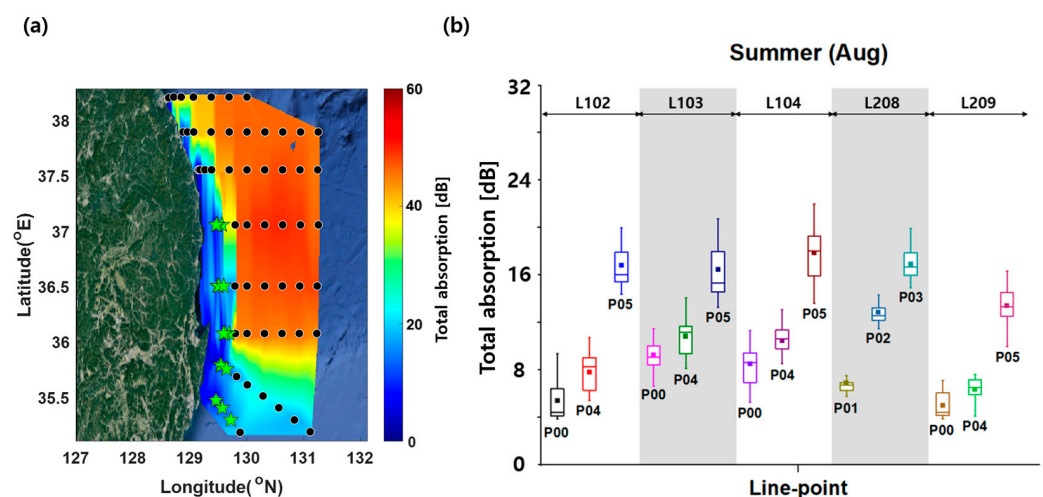 (a)
(b)
Summer (Aug)
60
40
20
0
Total absorption [dB]
38
37.5
37
36.5
36
35.5
Latitude(°E)
127 128 129 130 131 132
Longitude(°N)
32
24
16
8
0
Total absorption [dB]
L102 L103 L104 L208 L209
P00 P04 P05
P00 P04 P05
P00 P04 P05
P01 P02 P03
P00 P04 P05
Line-point